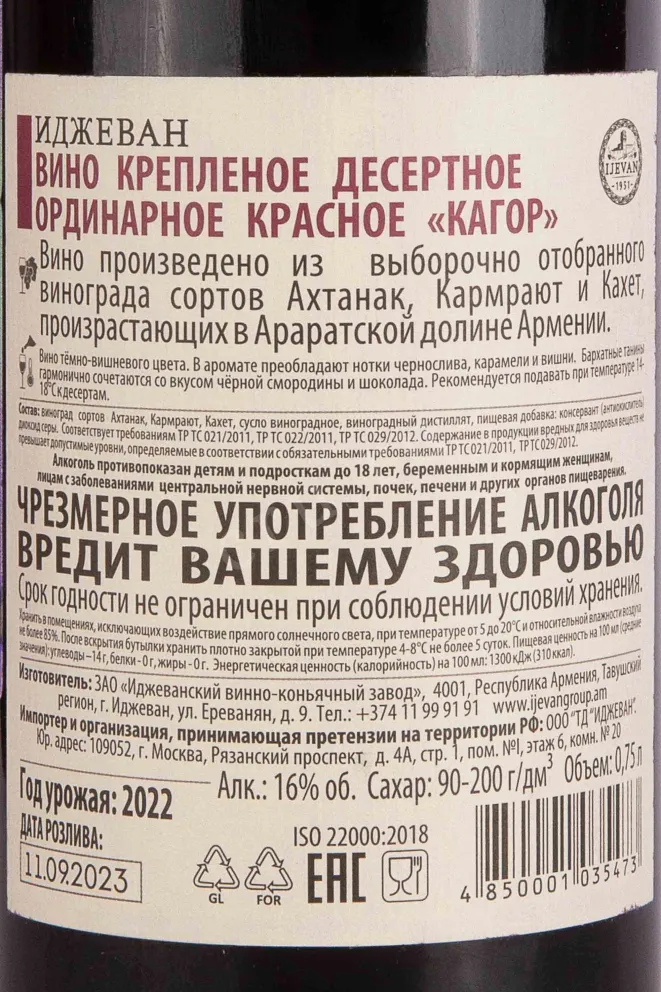 ИДЖЕВАН
IJEVAN
1951
ВИНО КРЕПЛЕНОЕ ДЕСЕРТНОЕ
ОРДИНАРНОЕ КРАСНОЕ «КАГОР»
Вино произведено из выборочно отобранного
винограда сортов Ахтанак, Кармрают и Кахет,
произрастающих в Араратской долине Армении.
Вино тёмно-вишневого цвета. В аромате преобладают нотки чернослива, карамели и вишни. Бархатные танины
гармонично сочетаются со вкусом чёрной смородины и шоколада. Рекомендуется подавать при температуре 14-
18°C к десертам.
Состав: виноград сортов Ахтанак, Кармрают, Кахет, сусло виноградное, виноградный дистиллят, пищевая добавка: консервант (антиокислитель)
диоксид серы. Соответствует требованиям ТР ТС 021/2011, ТР ТС 022/2011, ТР ТС 029/2012. Содержание в продукции вредных для здоровья веществ не
превышает допустимые уровни, определяемые в соответствии с обязательными требованиями ТР ТС 021/2011, ТР ТС 029/2012.
Алкоголь противопоказан детям и подросткам до 18 лет, беременным и кормящим женщинам,
лицам с заболеваниями центральной нервной системы, почек, печени и других органов пищеварения.
ЧРЕЗМЕРНОЕ УПОТРЕБЛЕНИЕ АЛКОГОЛЯ
ВРЕДИТ ВАШЕМУ ЗДОРОВЬЮ
Срок годности не ограничен при соблюдении условий хранения.
Хранить в помещениях, исключающих воздействие прямого солнечного света, при температуре от 5 до 20°C и относительной влажности воздуха
не более 85%. После вскрытия бутылки хранить плотно закрытой при температуре 4-8°C не более 5 суток. Пищевая ценность на 100 мл (средние
значения): углеводы – 14 г, белки - 0 г, жиры - 0 г. Энергетическая ценность (калорийность) на 100 мл: 1300 кДж (310 ккал).
Изготовитель: ЗАО «Иджеванский винно-коньячный завод», 4001, Республика Армения, Тавушский
регион, г. Иджеван, ул. Ереванян, д. 9. Тел.: +374 11 99 91 91 www.ijevangroup.am
Импортер и организация, принимающая претензии на территории РФ: ООО "ТД "ИДЖЕВАН".
Юр. адрес: 109052, г. Москва, Рязанский проспект, д. 4А, стр. 1, пом. №I, этаж 6, комн. № 20
Алк.: 16% об. Сахар: 90-200 г/дм³ Объем: 0,75 л
Год урожая: 2022
ДАТА РОЗЛИВА:
11.09.2023
ISO 22000:2018
GL
FOR
EAC
4 850001 035473